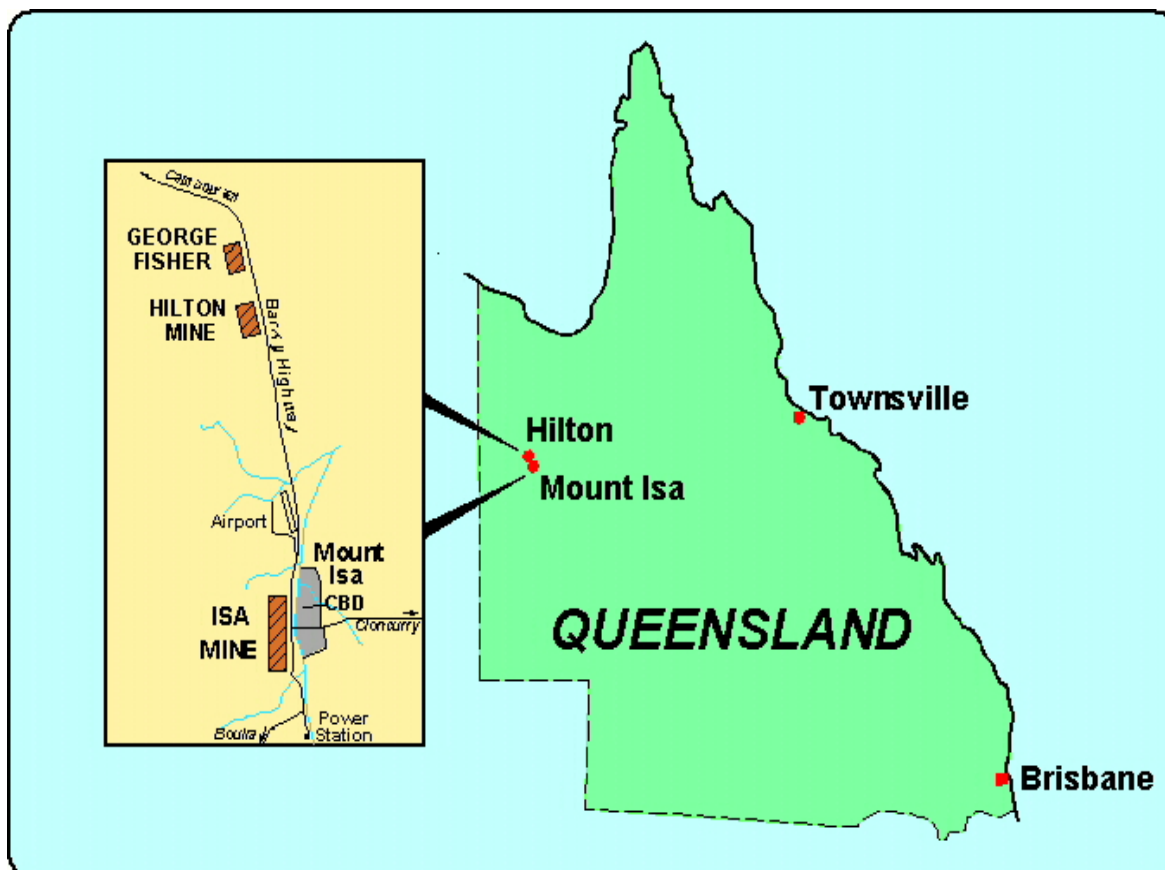 GEORGE
FISHER
HILTON
MINE
Highway
Airport
Mount
Isa
CBD
ISA
MINE
Cloncurry
Boulia
Power
Station
Hilton
Mount Isa
Townsville
QUEENSLAND
Brisbane